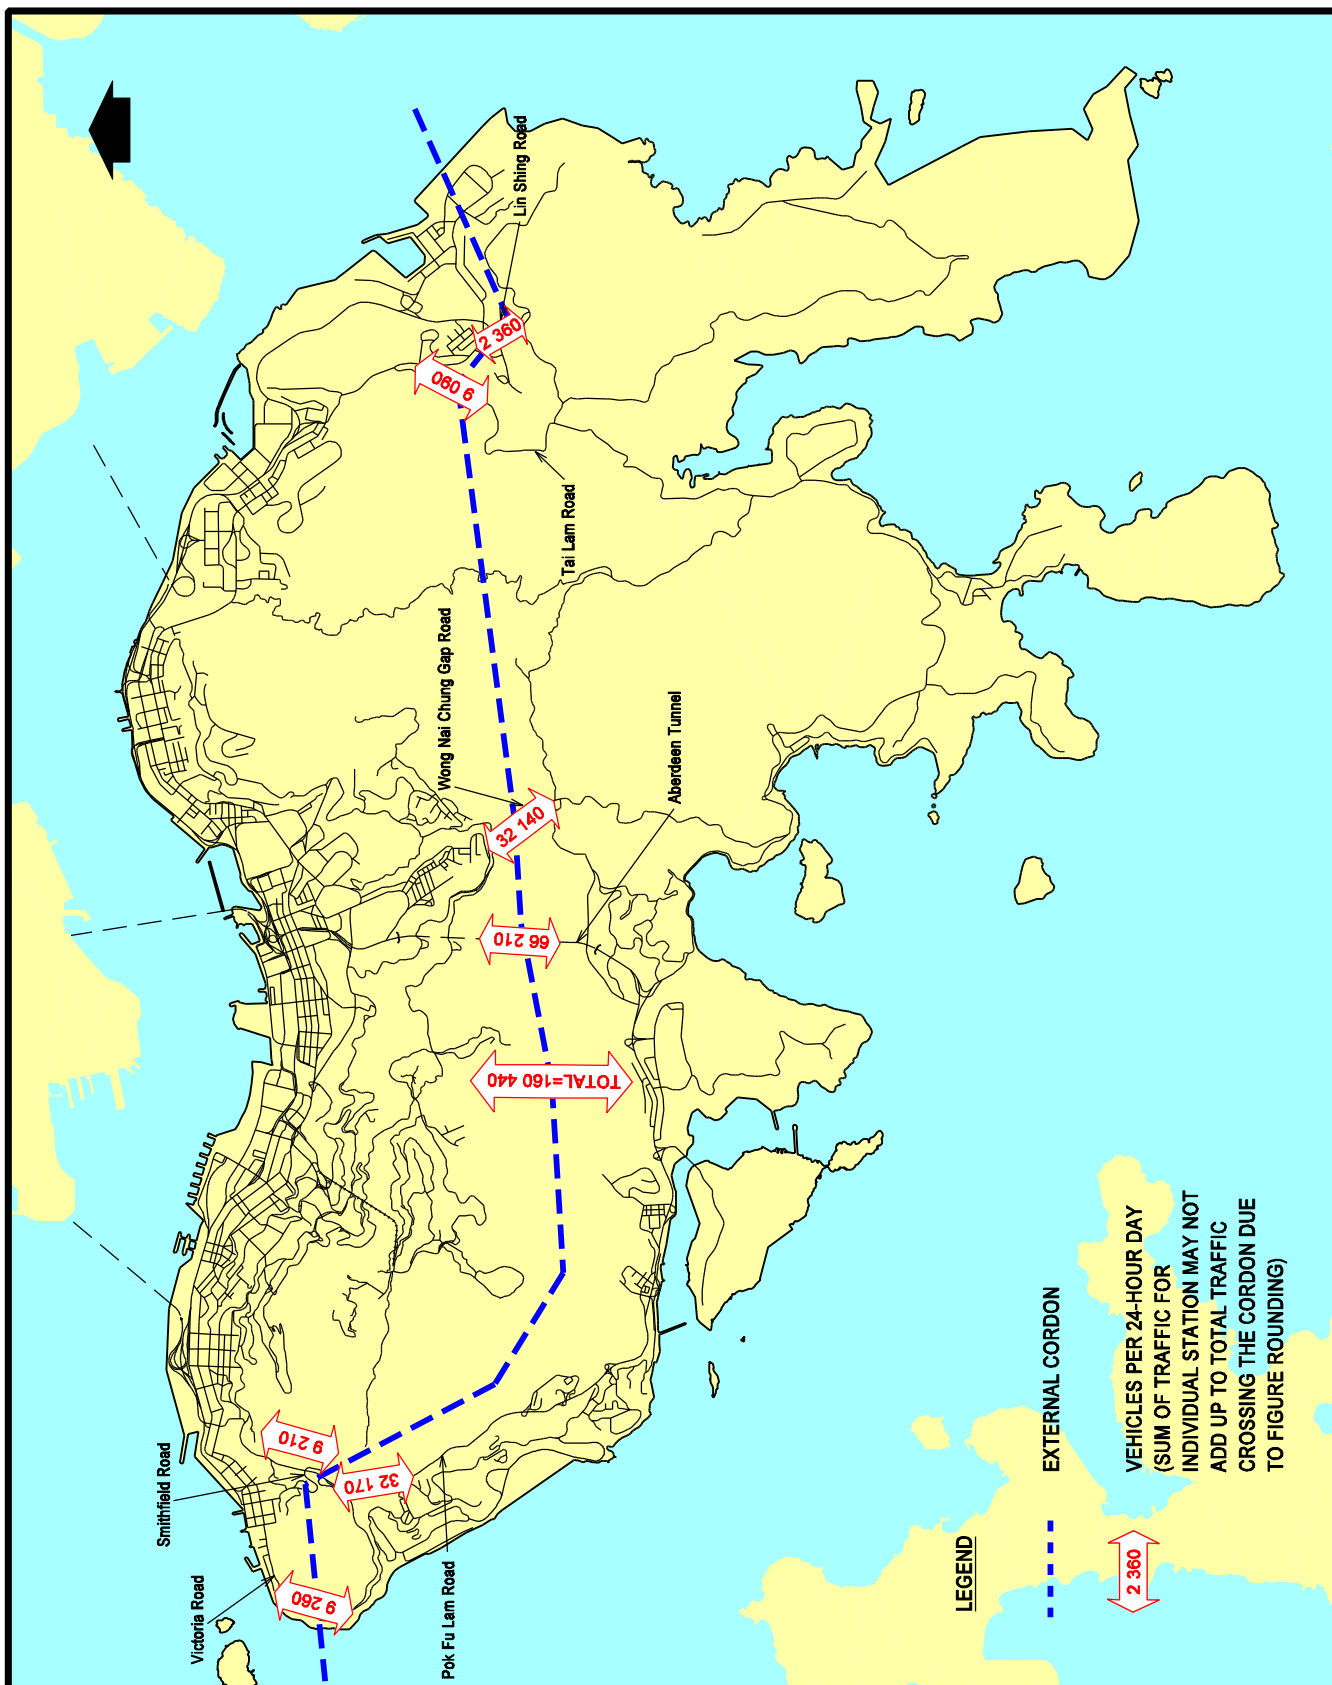 Victoria Road
Smithfield Road
Pok Fu Lam Road
9 260
9 210
32 170
TOTAL=160 440
66 210
Aberdeen Tunnel
32 140
Wong Nai Chung Gap Road
Tai Lam Road
9 090
2 360
Lin Shing Road
LEGEND
EXTERNAL CORDON
2 360
VEHICLES PER 24-HOUR DAY
(SUM OF TRAFFIC FOR
INDIVIDUAL STATION MAY NOT
ADD UP TO TOTAL TRAFFIC
CROSSING THE CORDON DUE
TO FIGURE ROUNDING)